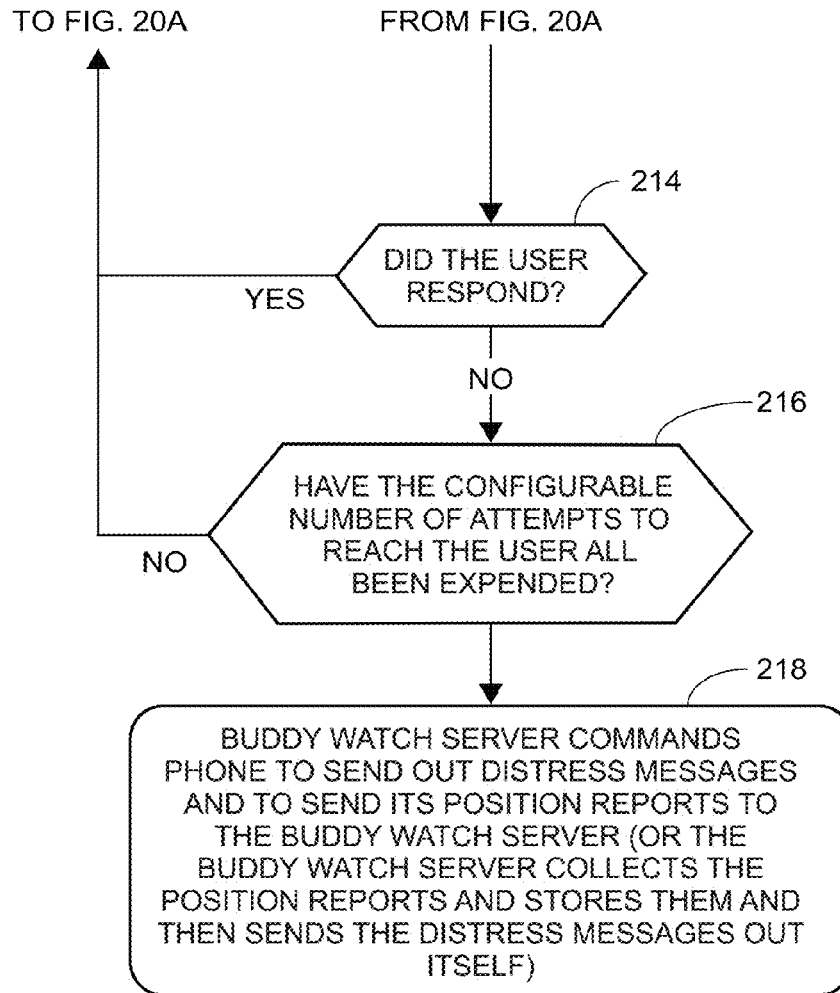 TO FIG. 20A
FROM FIG. 20A
214
DID THE USER
RESPOND?
YES
NO
216
HAVE THE CONFIGURABLE
NUMBER OF ATTEMPTS TO
REACH THE USER ALL
BEEN EXPENDED?
NO
218
BUDDY WATCH SERVER COMMANDS
PHONE TO SEND OUT DISTRESS MESSAGES
AND TO SEND ITS POSITION REPORTS TO
THE BUDDY WATCH SERVER (OR THE
BUDDY WATCH SERVER COLLECTS THE
POSITION REPORTS AND STORES THEM AND
THEN SENDS THE DISTRESS MESSAGES OUT
ITSELF)